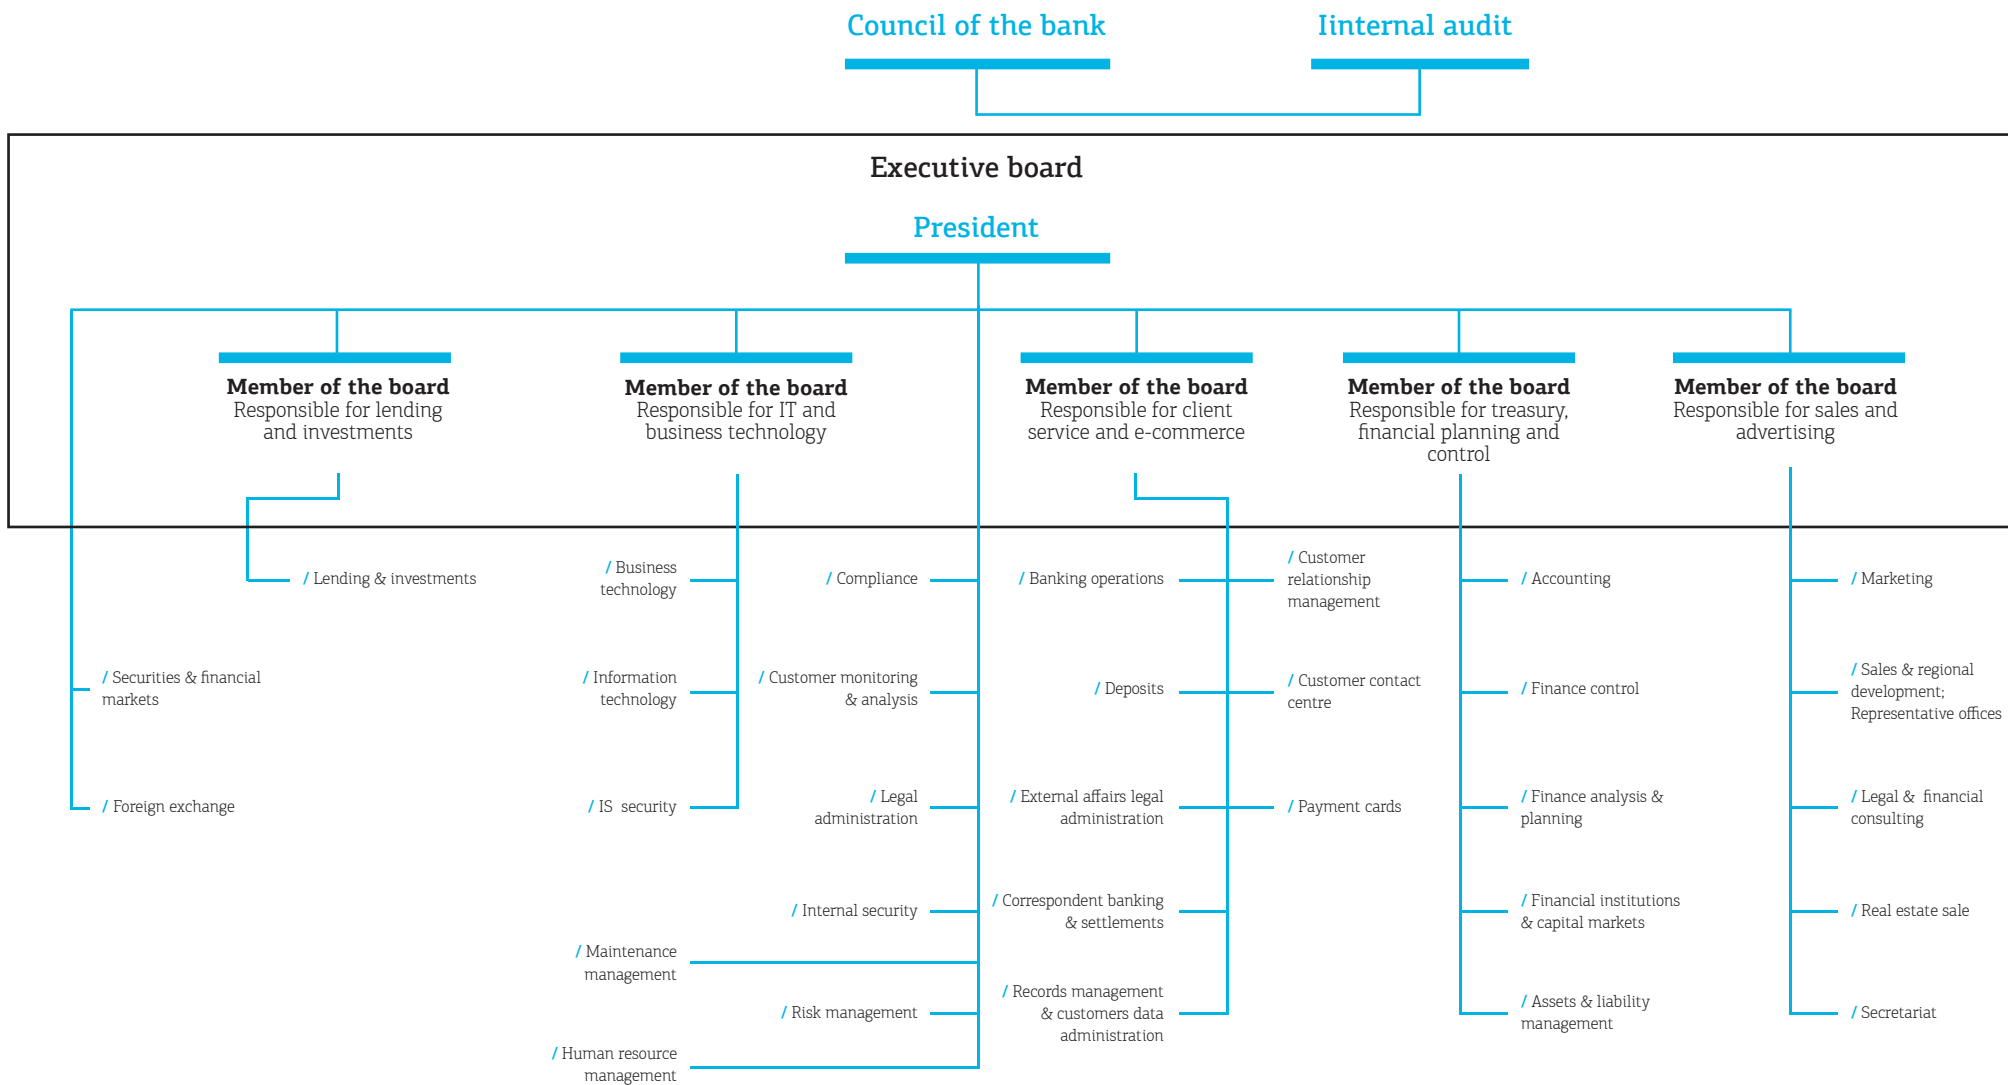 Council of the bank
Iinternal audit
Executive board
President
Member of the board
Responsible for lending
and investments
Member of the board
Responsible for IT and
business technology
Member of the board
Responsible for client
service and e-commerce
Member of the board
Responsible for treasury,
financial planning and
control
Member of the board
Responsible for sales and
advertising
/ Securities & financial
markets
/ Foreign exchange
/ Lending & investments
/ Business
technology
/ Information
technology
/ IS security
/ Compliance
/ Customer monitoring
& analysis
/ Legal
administration
/ Internal security
/ Maintenance
management
/ Risk management
/ Human resource
management
/ Banking operations
/ Deposits
/ External affairs legal
administration
/ Correspondent banking
& settlements
/ Records management
& customers data
administration
/ Customer
relationship
management
/ Customer contact
centre
/ Payment cards
/ Accounting
/ Finance control
/ Finance analysis &
planning
/ Financial institutions
& capital markets
/ Assets & liability
management
/ Marketing
/ Sales & regional
development;
Representative offices
/ Legal & financial
consulting
/ Real estate sale
/ Secretariat